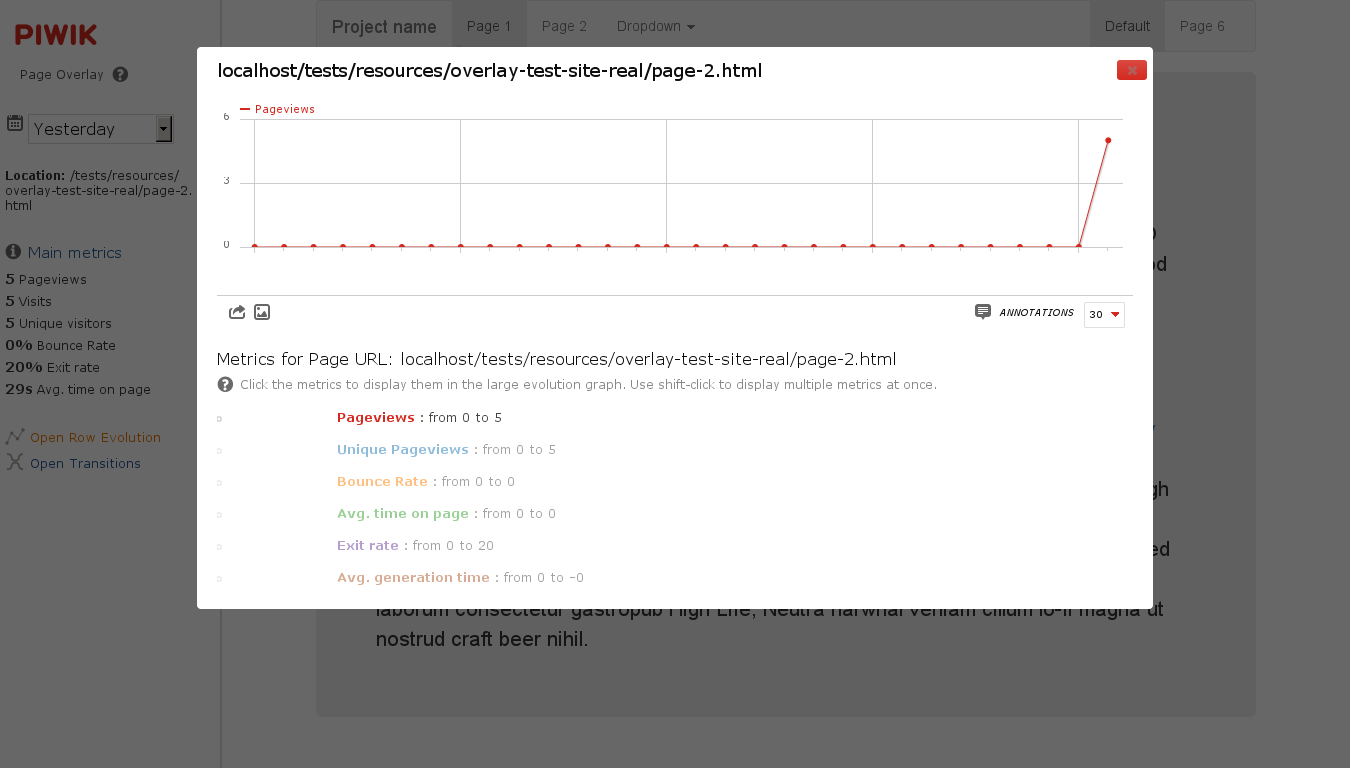 PIWIK
Page Overlay ?
Yesterday
Location: /tests/resources/
overlay-test-site-real/page-2.
html
Main metrics
5 Pageviews
5 Visits
5 Unique visitors
0% Bounce Rate
20% Exit rate
29s Avg. time on page
Open Row Evolution
Open Transitions
Project name Page 1 Page 2 Dropdown Default Page 6
localhost/tests/resources/overlay-test-site-real/page-2.html
Pageviews
6
3
0
ANNOTATIONS 30
Metrics for Page URL: localhost/tests/resources/overlay-test-site-real/page-2.html
? Click the metrics to display them in the large evolution graph. Use shift-click to display multiple metrics at once.
Pageviews : from 0 to 5
Unique Pageviews : from 0 to 5
Bounce Rate : from 0 to 0
Avg. time on page : from 0 to 0
Exit rate : from 0 to 20
Avg. generation time : from 0 to -0
laborum consectetur gastropub High Life, Neutra narwhal veniam cillum lo-fi magna ut
nostrud craft beer nihil.